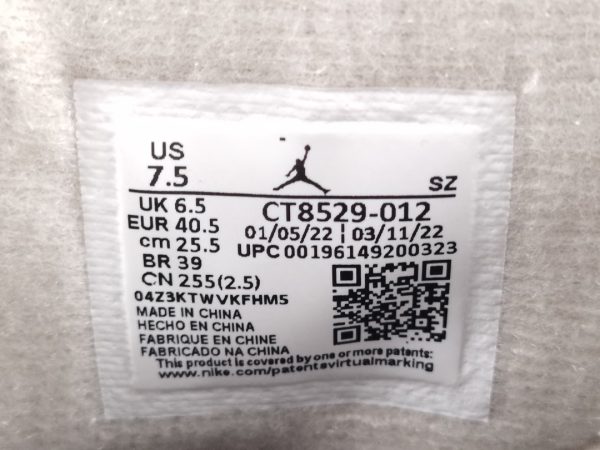 US
7.5
SZ
UK 6.5
EUR 40.5
cm 25.5
BR 39
CN 255(2.5)
CT8529-012
01/05/22 | 03/11/22
UPC 00196149200323
04Z3KTWVKFHM5
MADE IN CHINA
HECHO EN CHINA
FABRIQUE EN CHINE
FABRICADO NA CHINA
This product is covered by one or more patents:
www.nike.com/patentsvirtualmarking